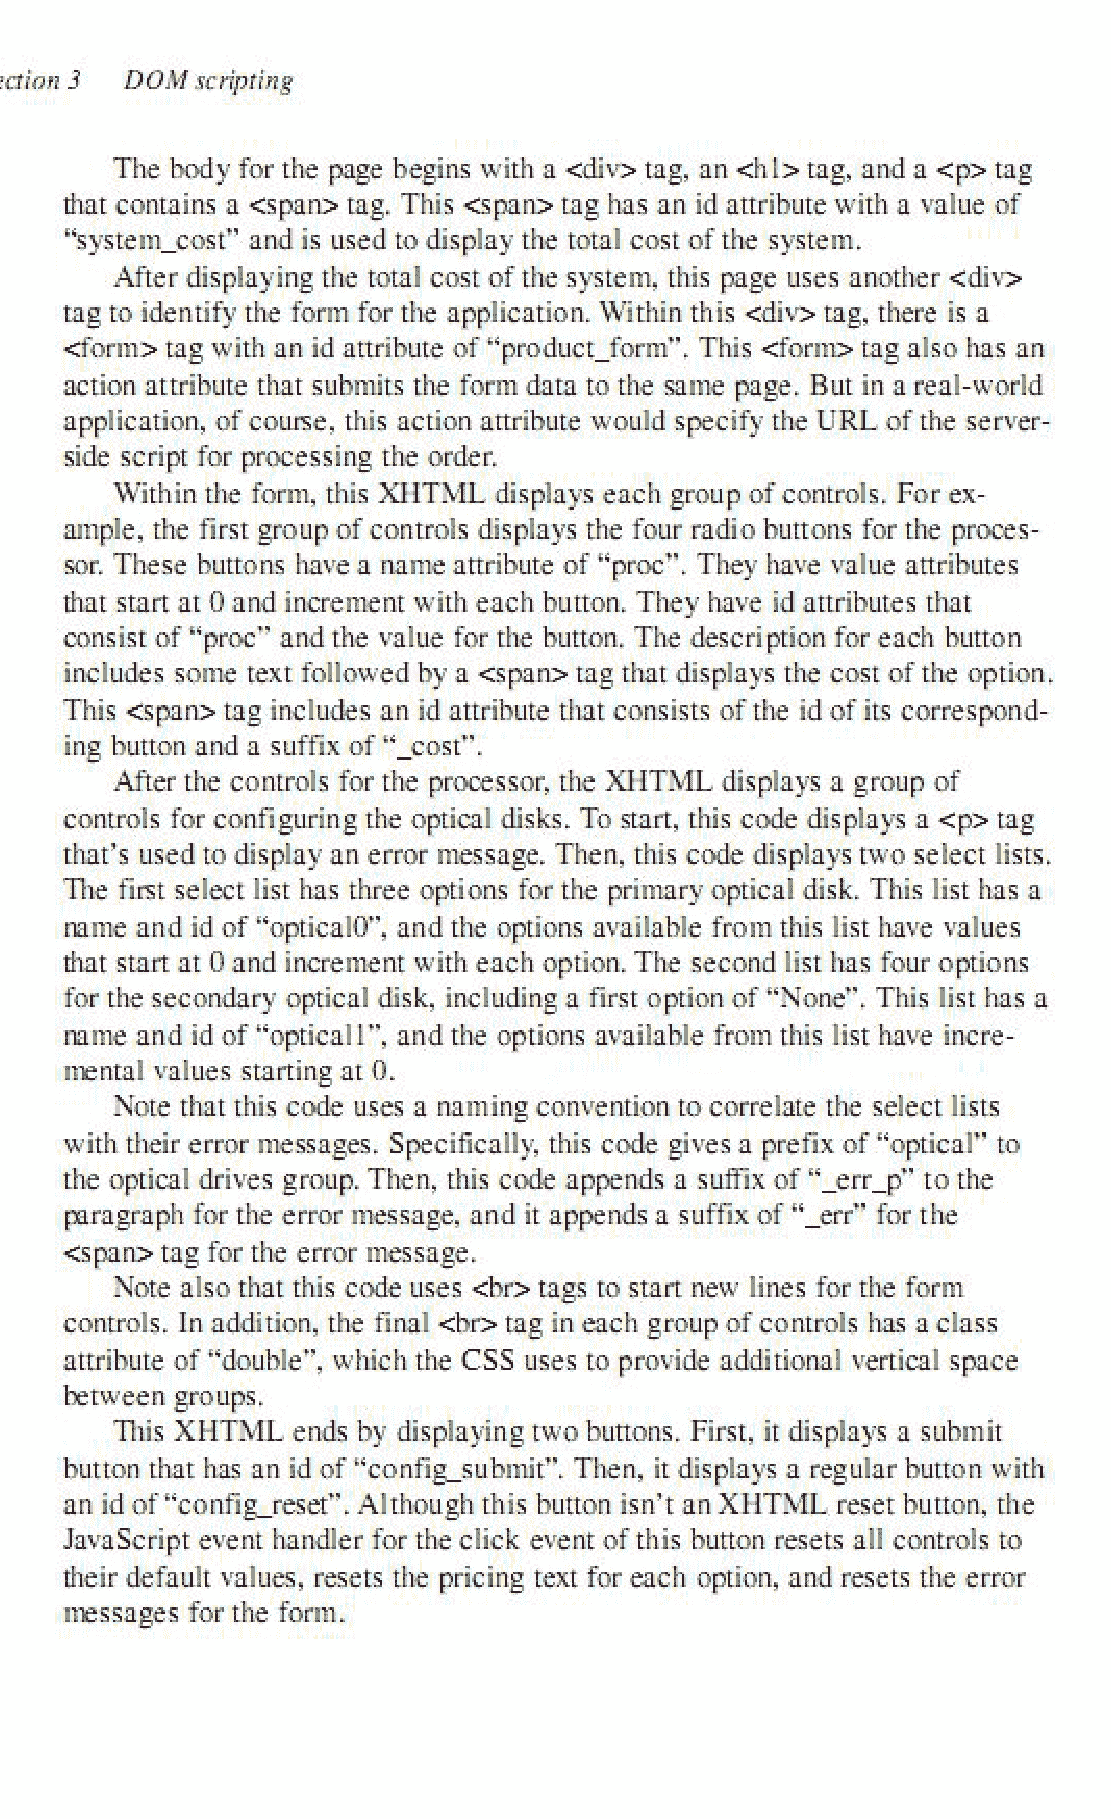 ection 3 DOM scripting
The body for the page begins with a <div> tag, an <h1> tag, and a <p> tag
that contains a <span> tag. This <span> tag has an id attribute with a value of
“system_cost” and is used to display the total cost of the system.
After displaying the total cost of the system, this page uses another <div>
tag to identify the form for the application. Within this <div> tag, there is a
<form> tag with an id attribute of “product_form”. This <form> tag also has an
action attribute that submits the form data to the same page. But in a real-world
application, of course, this action attribute would specify the URL of the server-
side script for processing the order.
Within the form, this XHTML displays each group of controls. For ex-
ample, the first group of controls displays the four radio buttons for the proces-
sor. These buttons have a name attribute of “proc”. They have value attributes
that start at 0 and increment with each button. They have id attributes that
consist of “proc” and the value for the button. The description for each button
includes some text followed by a <span> tag that displays the cost of the option.
This <span> tag includes an id attribute that consists of the id of its correspond-
ing button and a suffix of “_cost”.
After the controls for the processor, the XHTML displays a group of
controls for configuring the optical disks. To start, this code displays a <p> tag
that’s used to display an error message. Then, this code displays two select lists.
The first select list has three options for the primary optical disk. This list has a
name and id of “optical0”, and the options available from this list have values
that start at 0 and increment with each option. The second list has four options
for the secondary optical disk, including a first option of “None”. This list has a
name and id of “optical1”, and the options available from this list have incre-
mental values starting at 0.
Note that this code uses a naming convention to correlate the select lists
with their error messages. Specifically, this code gives a prefix of “optical” to
the optical drives group. Then, this code appends a suffix of “_err_p” to the
paragraph for the error message, and it appends a suffix of “_err” for the
<span> tag for the error message.
Note also that this code uses <br> tags to start new lines for the form
controls. In addition, the final <br> tag in each group of controls has a class
attribute of “double”, which the CSS uses to provide additional vertical space
between groups.
This XHTML ends by displaying two buttons. First, it displays a submit
button that has an id of “config_submit”. Then, it displays a regular button with
an id of “config_reset”. Although this button isn’t an XHTML reset button, the
JavaScript event handler for the click event of this button resets all controls to
their default values, resets the pricing text for each option, and resets the error
messages for the form.